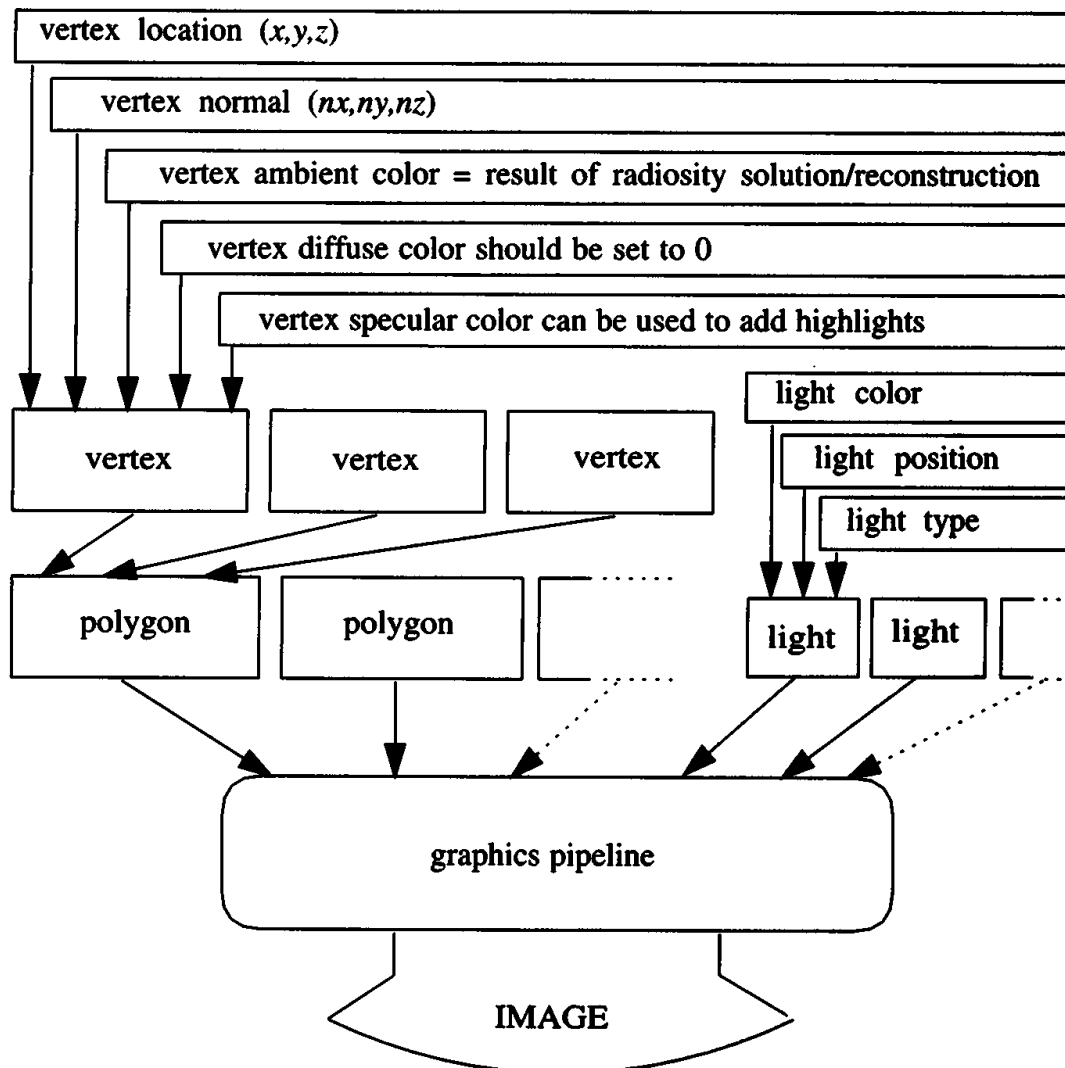 vertex location (x,y,z)
vertex normal (nx,ny,nz)
vertex ambient color = result of radiosity solution/reconstruction
vertex diffuse color should be set to 0
vertex specular color can be used to add highlights
light color
light position
light type
vertex vertex vertex
polygon polygon light light
graphics pipeline
IMAGE